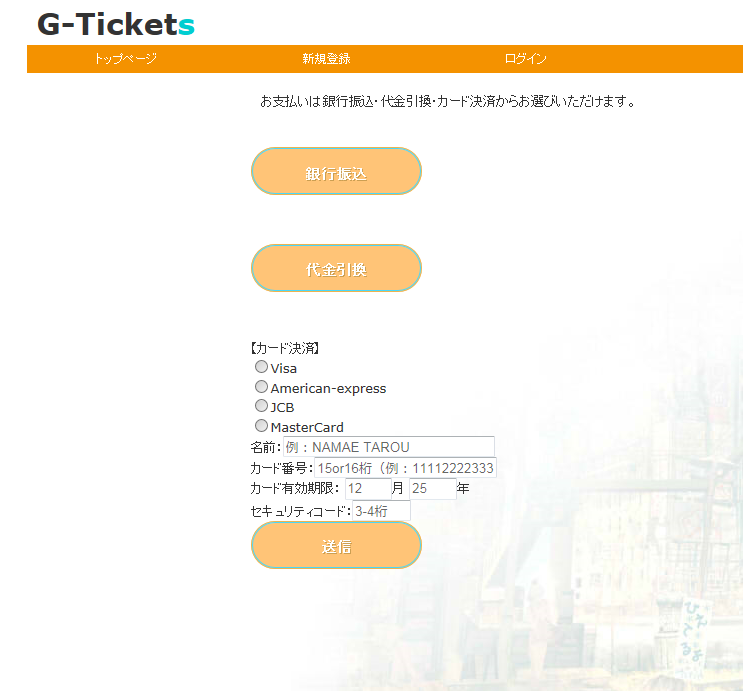 G-Tickets
トップページ 新規登録 ログイン
お支払いは銀行振込・代金引換・カード決済からお選びいただけます。
銀行振込
代金引換
【カード決済】
Visa
American-express
JCB
MasterCard
名前：例：NAMAE TAROU
カード番号：15or16桁（例：11112222333
カード有効期限： 12月 25年
セキュリティコード：3-4桁
送信